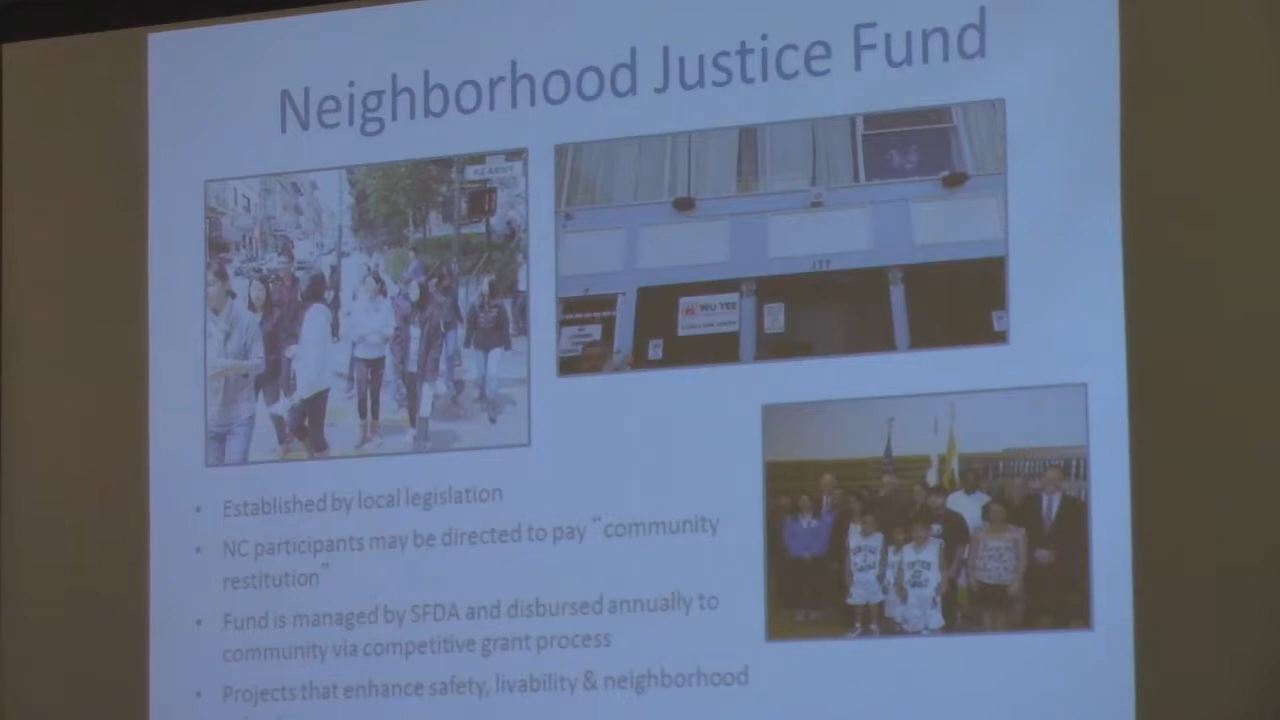 Neighborhood Justice Fund
KEARNY
177
WU YEE
• Established by local legislation
• NC participants may be directed to pay "community
restitution"
• Fund is managed by SFDA and disbursed annually to
community via competitive grant process
• Projects that enhance safety, livability & neighborhood